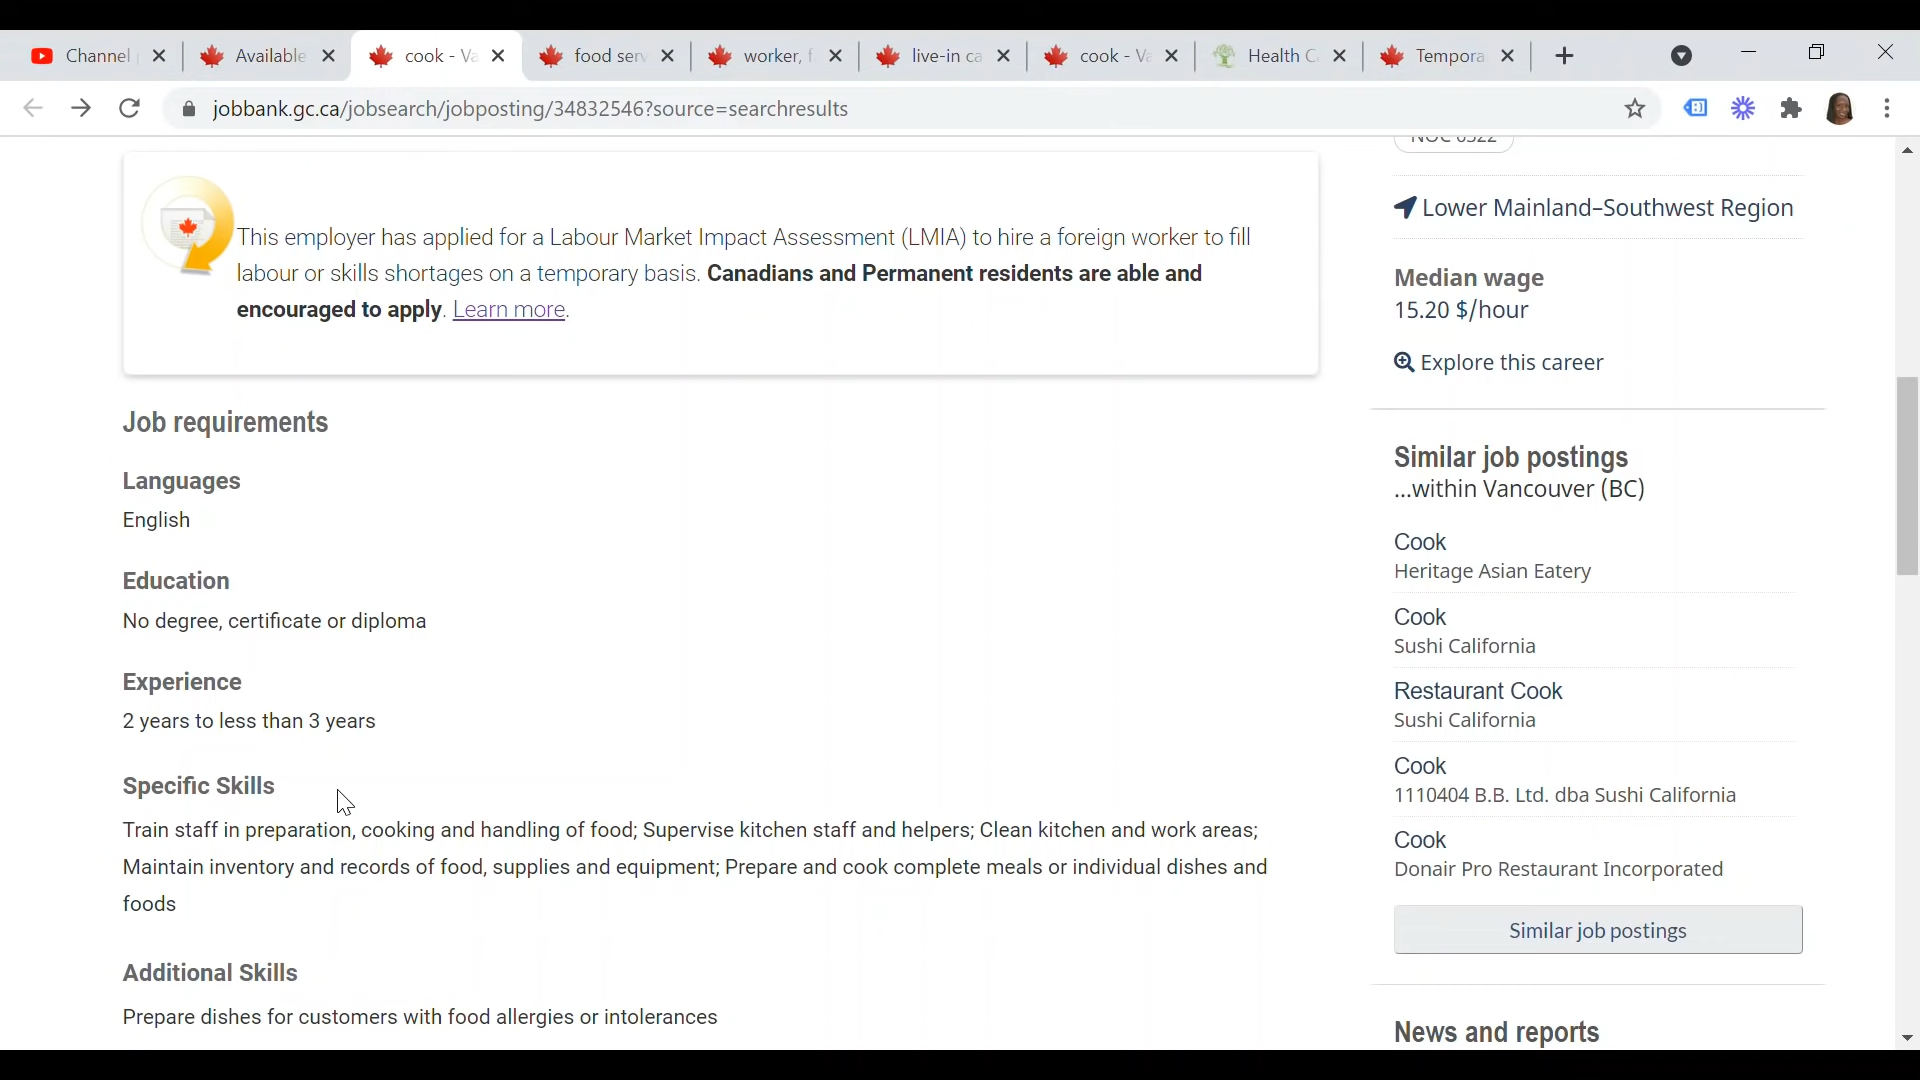 Channel
Available
cook - Va
food serv
worker, f
live-in ca
cook - Va
Health C
Tempora
jobbank.gc.ca/jobsearch/jobposting/34832546?source=searchresults
This employer has applied for a Labour Market Impact Assessment (LMIA) to hire a foreign worker to fill
labour or skills shortages on a temporary basis. Canadians and Permanent residents are able and
encouraged to apply. Learn more.
Job requirements
Languages
English
Education
No degree, certificate or diploma
Experience
2 years to less than 3 years
Specific Skills
Train staff in preparation, cooking and handling of food; Supervise kitchen staff and helpers; Clean kitchen and work areas;
Maintain inventory and records of food, supplies and equipment; Prepare and cook complete meals or individual dishes and
foods
Additional Skills
Prepare dishes for customers with food allergies or intolerances
NOC 6322
Lower Mainland–Southwest Region
Median wage
15.20 $/hour
Explore this career
Similar job postings
...within Vancouver (BC)
Cook
Heritage Asian Eatery
Cook
Sushi California
Restaurant Cook
Sushi California
Cook
1110404 B.B. Ltd. dba Sushi California
Cook
Donair Pro Restaurant Incorporated
Similar job postings
News and reports